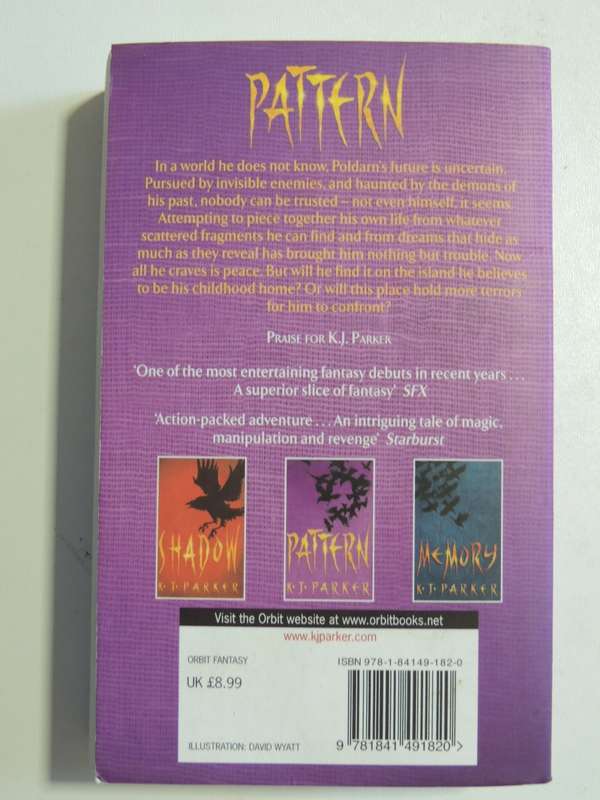 PATTERN
In a world he does not know, Poldarn's future is uncertain.
Pursued by invisible enemies, and haunted by the demons of
his past, nobody can be trusted – not even himself, it seems.
Attempting to piece together his own life from whatever
scattered fragments he can find and from dreams that hide as
much as they reveal has brought him nothing but trouble. Now
all he craves is peace. But will he find it on the island he believes
to be his childhood home? Or will this place hold more terrors
for him to confront?
PRAISE FOR K.J. PARKER
'One of the most entertaining fantasy debuts in recent years . . .
A superior slice of fantasy' SFX
'Action-packed adventure . . . An intriguing tale of magic,
manipulation and revenge' Starburst
SHADOW
K.J.PARKER
PATTERN
K.J.PARKER
MEMORY
K.J.PARKER
Visit the Orbit website at www.orbitbooks.net
www.kjparker.com
ORBIT FANTASY
UK £8.99
ILLUSTRATION: DAVID WYATT
ISBN 978-1-84149-182-0
9 781841 491820 >